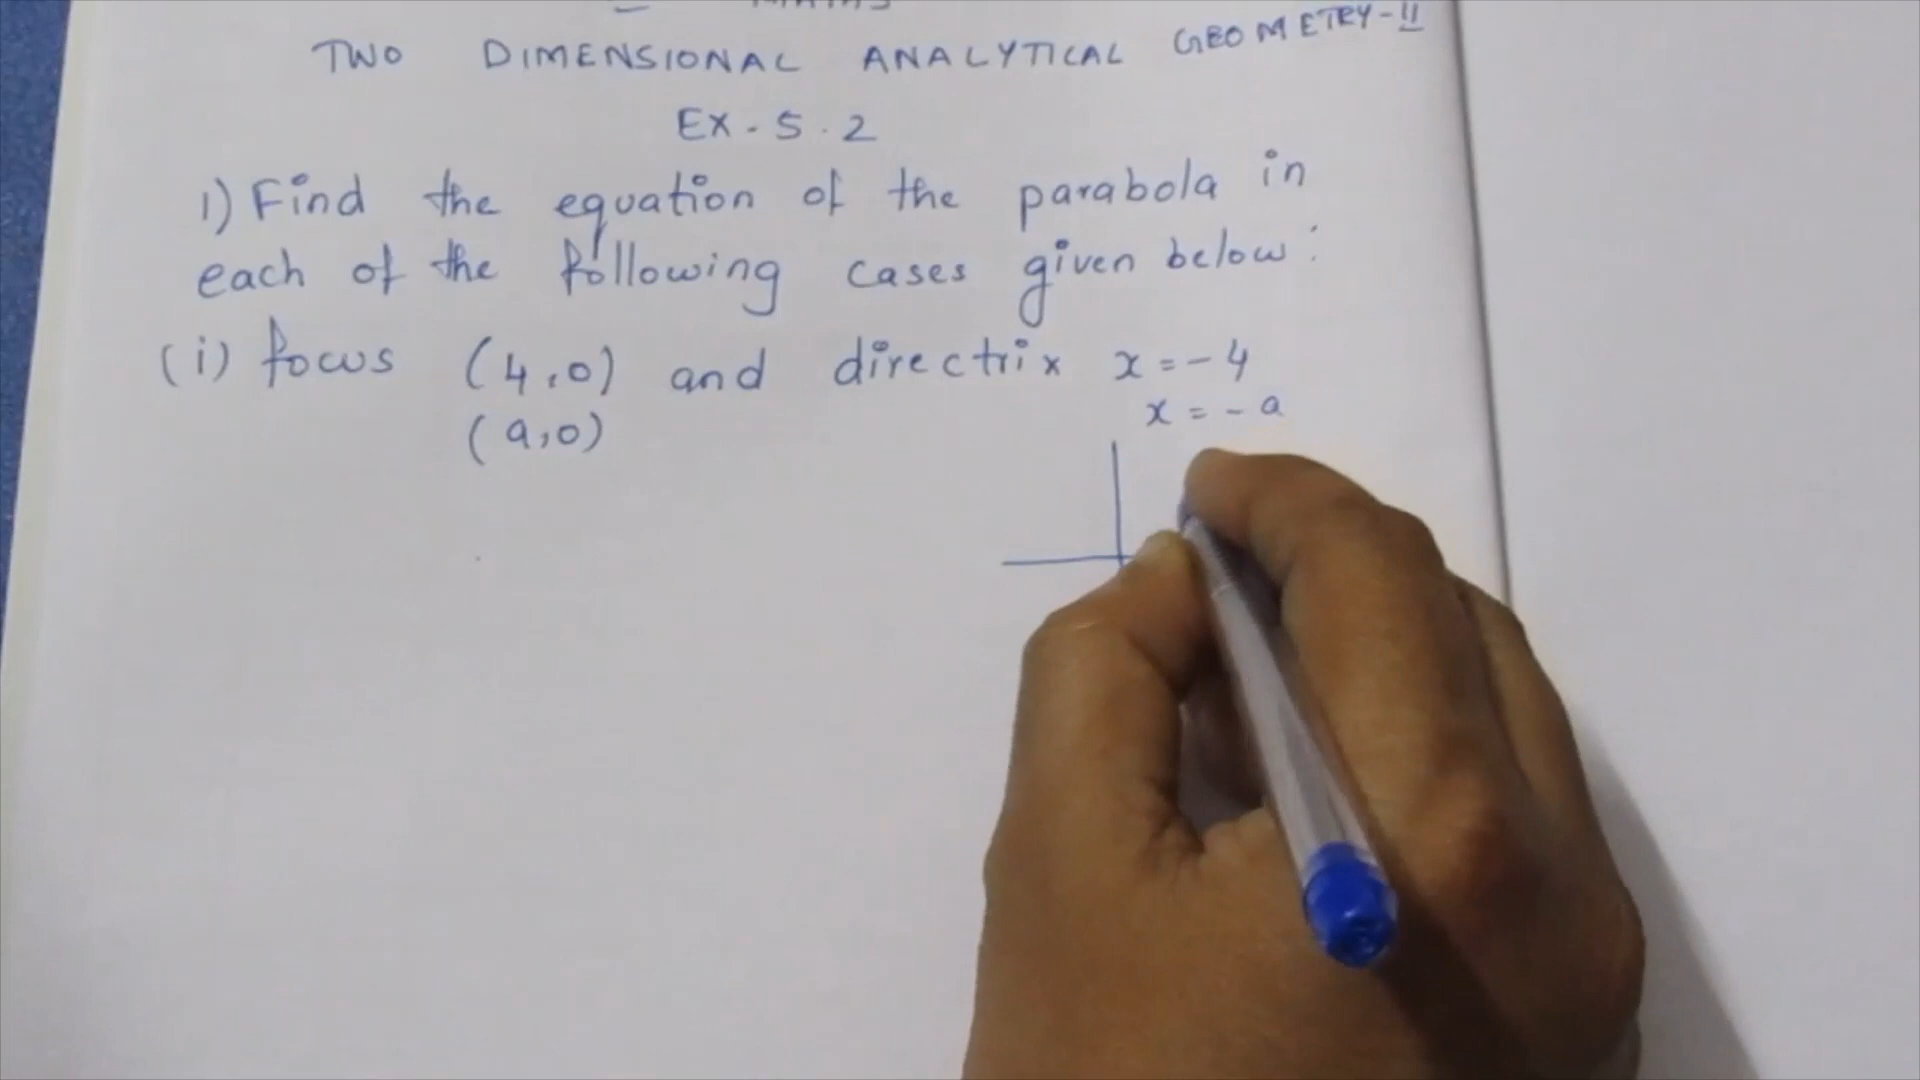 TWO DIMENSIONAL ANALYTICAL GEOMETRY-II
EX-5.2
1) Find the equation of the parabola in
each of the following cases given below:
(i) focus (4,0) and directrix x = -4
(a,0) x = -a